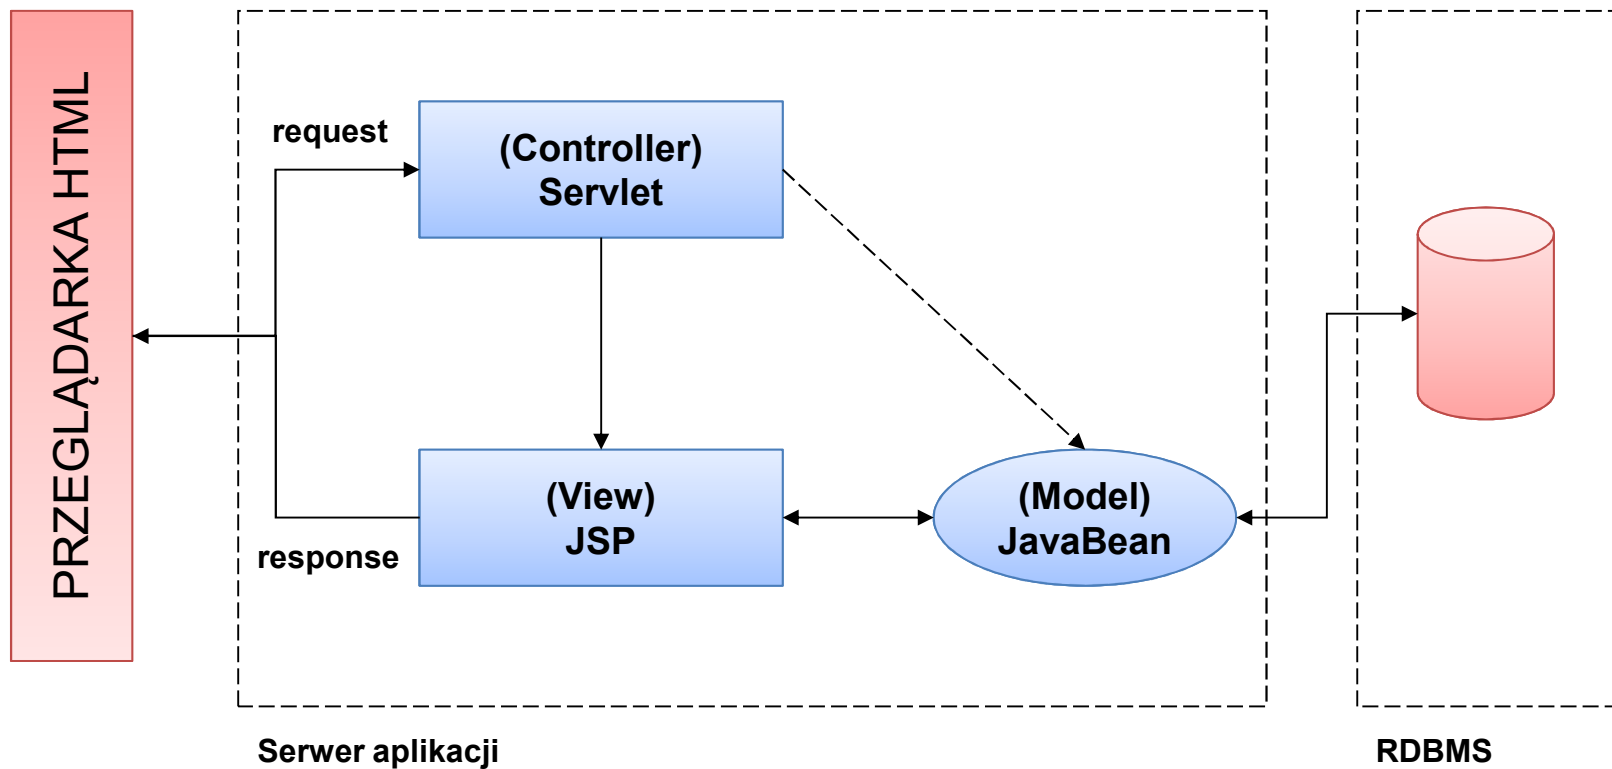 PRZEGLĄDARKA HTML
request
(Controller)
Servlet
(View)
JSP
(Model)
JavaBean
response
Serwer aplikacji
RDBMS